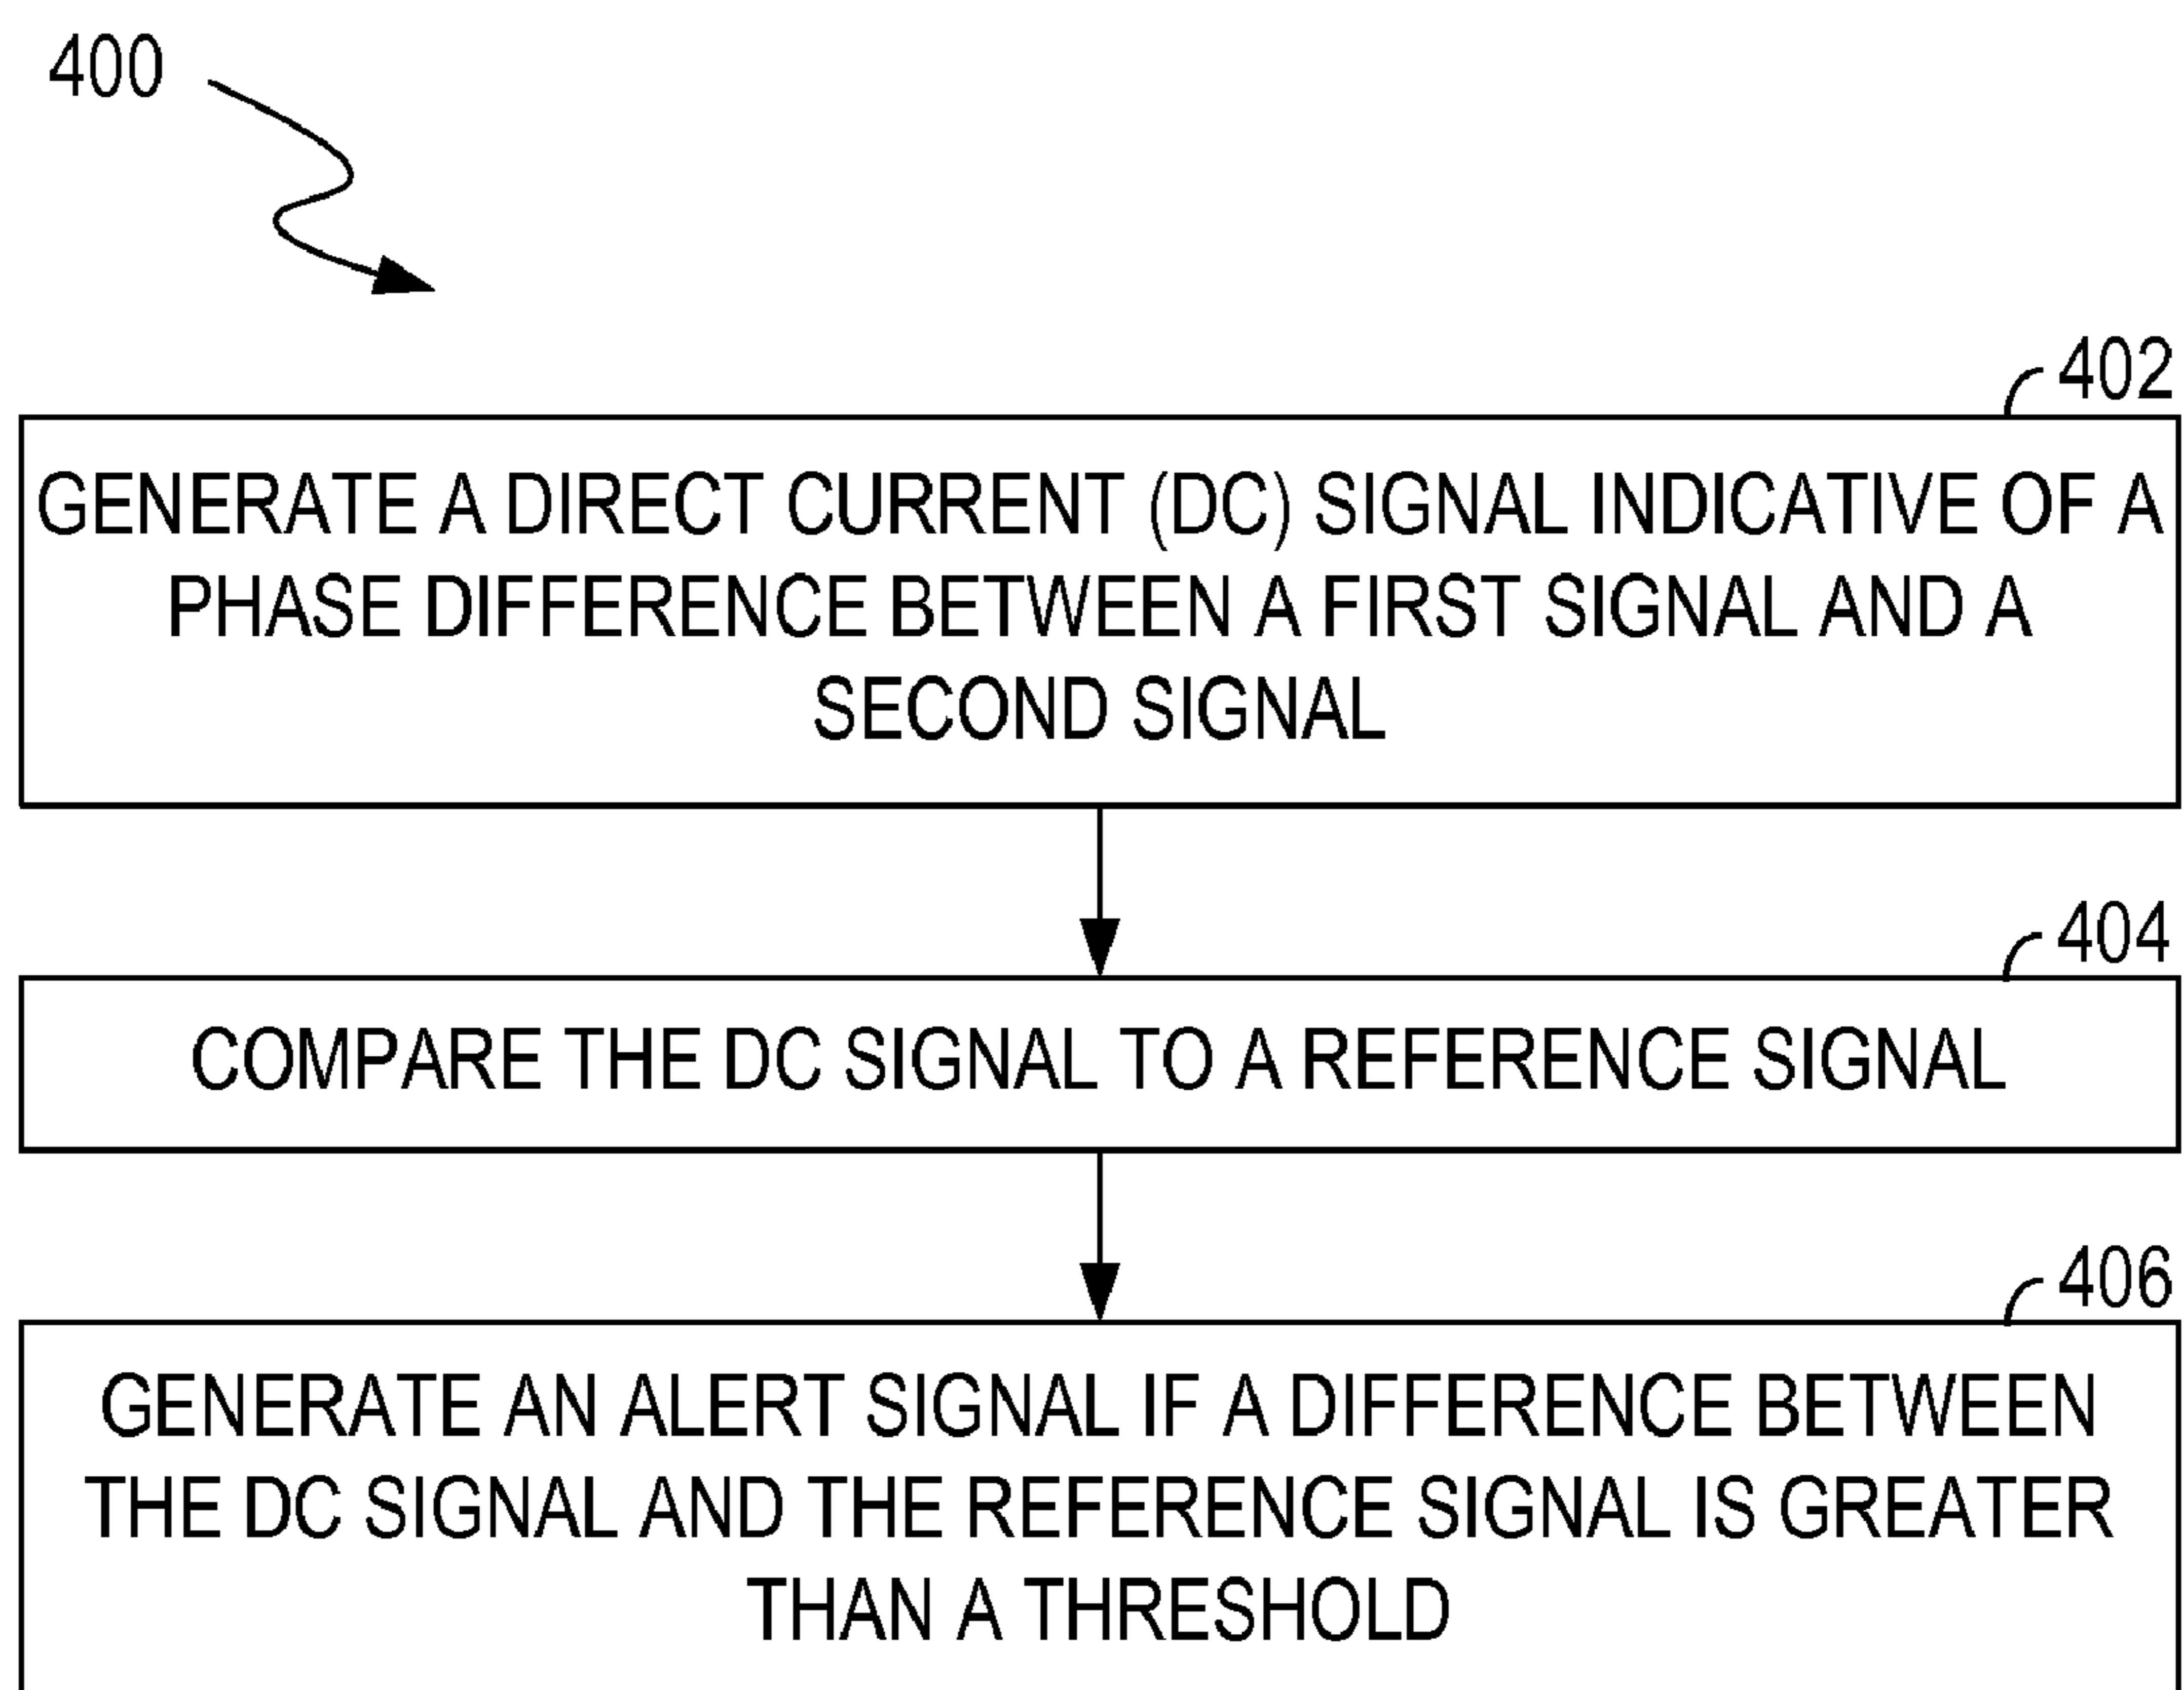 400
402
GENERATE A DIRECT CURRENT (DC) SIGNAL INDICATIVE OF A
PHASE DIFFERENCE BETWEEN A FIRST SIGNAL AND A
SECOND SIGNAL
404
COMPARE THE DC SIGNAL TO A REFERENCE SIGNAL
406
GENERATE AN ALERT SIGNAL IF A DIFFERENCE BETWEEN
THE DC SIGNAL AND THE REFERENCE SIGNAL IS GREATER
THAN A THRESHOLD